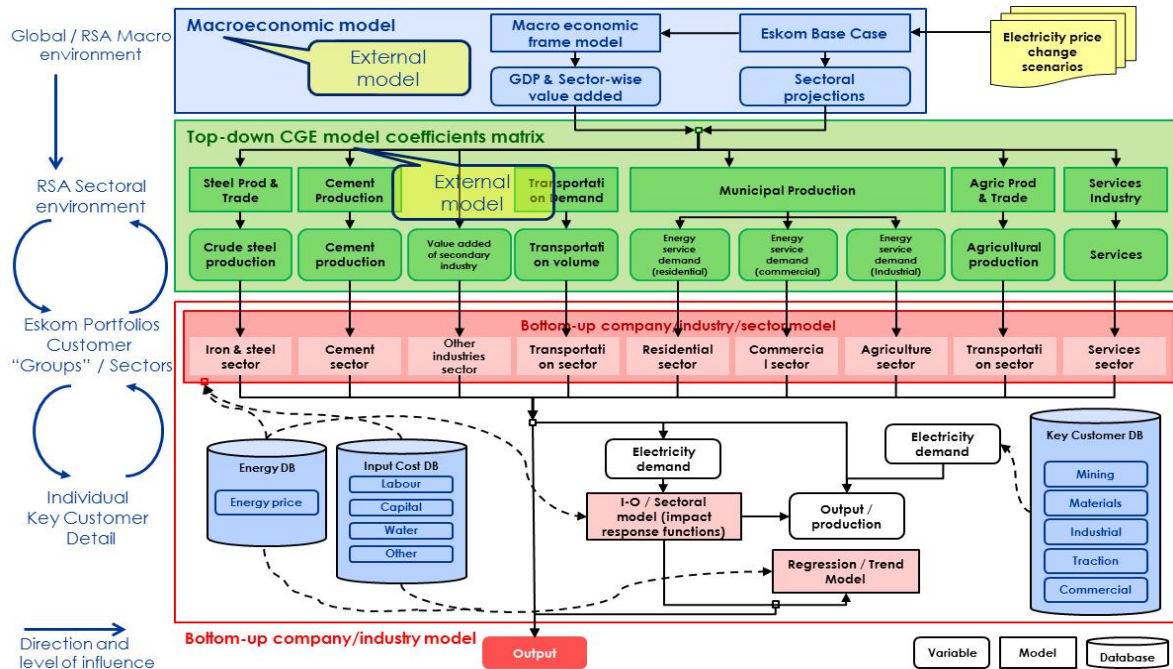 Global / RSA Macro
environment
RSA Sectoral
environment
Eskom Portfolios
Customer
“Groups” / Sectors
Individual
Key Customer
Detail
Direction and
level of influence
Macroeconomic model
External
model
Macro economic
frame model
Eskom Base Case
Electricity price
change
scenarios
GDP & Sector-wise
value added
Sectoral
projections
Top-down CGE model coefficients matrix
External
model
Steel Prod &
Trade
Cement
Production
Transportati
on Demand
Municipal Production
Agric Prod
& Trade
Services
Industry
Crude steel
production
Cement
production
Value added
of secondary
industry
Transportati
on volume
Energy
service
demand
(residential)
Energy
service
demand
(commercial)
Energy
service
demand
(Industrial)
Agricultural
production
Services
Bottom-up company/industry/sector model
Iron & steel
sector
Cement
sector
Other
industries
sector
Transportati
on sector
Residential
sector
Commercia
l sector
Agriculture
sector
Transportati
on sector
Services
sector
Energy DB
Energy price
Input Cost DB
Labour
Capital
Water
Other
Electricity
demand
Electricity
demand
I-O / Sectoral
model (impact
response functions)
Output /
production
Regression / Trend
Model
Key Customer DB
Mining
Materials
Industrial
Traction
Commercial
Bottom-up company/industry model
Output
Variable
Model
Database